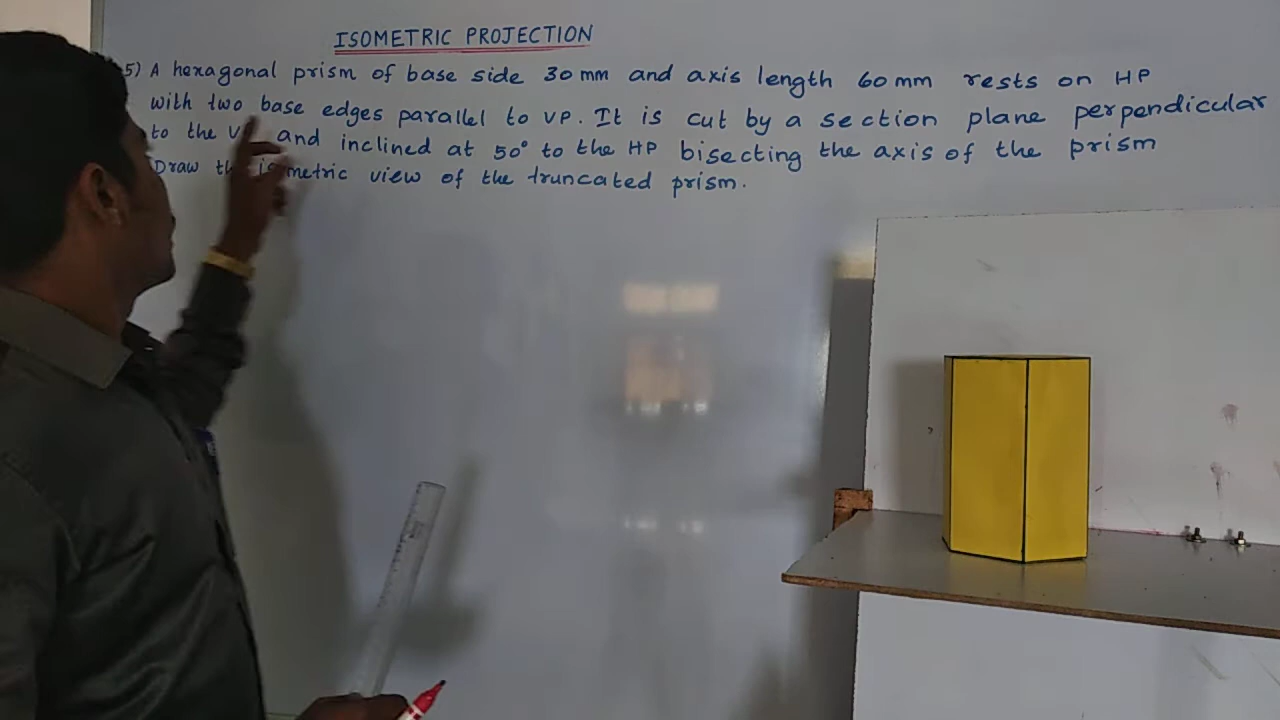 ISOMETRIC PROJECTION
5) A hexagonal prism of base side 30 mm and axis length 60 mm rests on HP
with two base edges parallel to VP. It is cut by a section plane perpendicular
to the and inclined at 50° to the HP bisecting the axis of the prism
Draw view of the truncated prism.